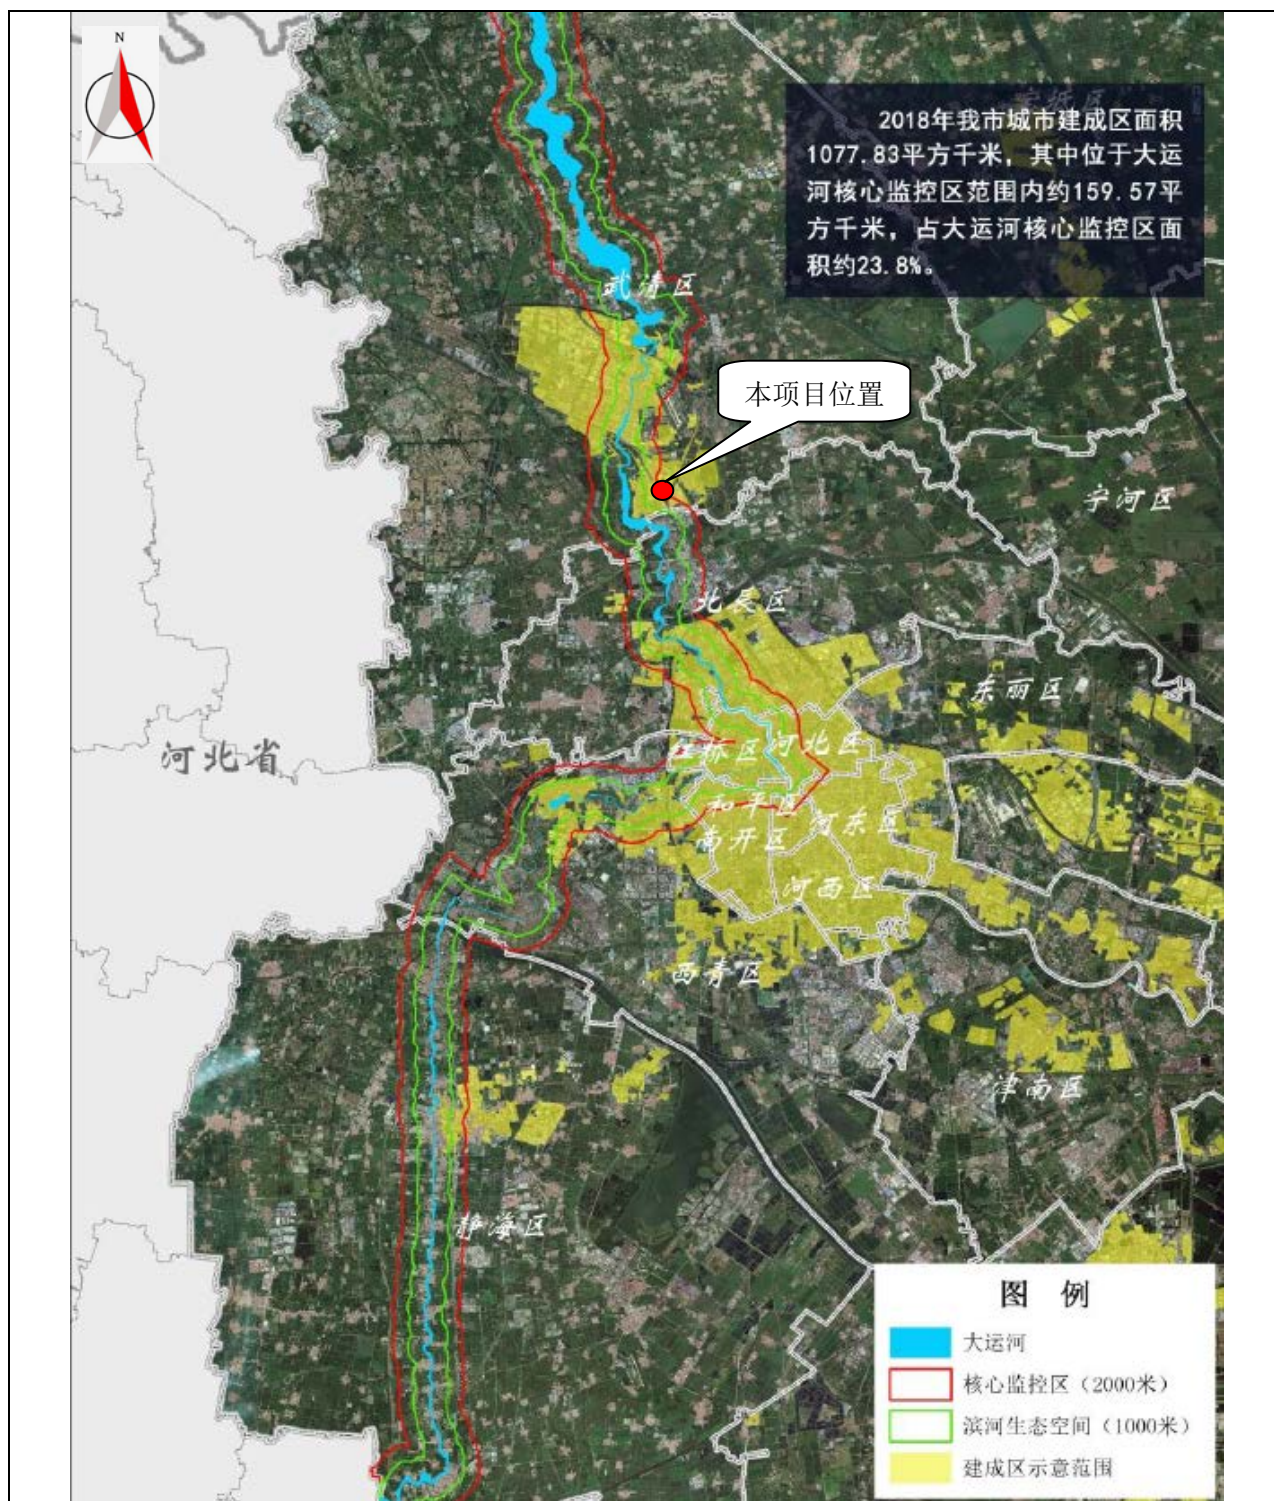 N
2018年我市城市建成区面积
1077.83平方千米，其中位于大运
河核心监控区范围内约159.57平
方千米，占大运河核心监控区面
积约23.8%。
武清区
本项目位置
宁河区
北辰区
东丽区
河北省
红桥区
河北区
和平区
南开区
河东区
河西区
西青区
津南区
静海区
图 例
大运河
核心监控区（2000米）
滨河生态空间（1000米）
建成区示意范围